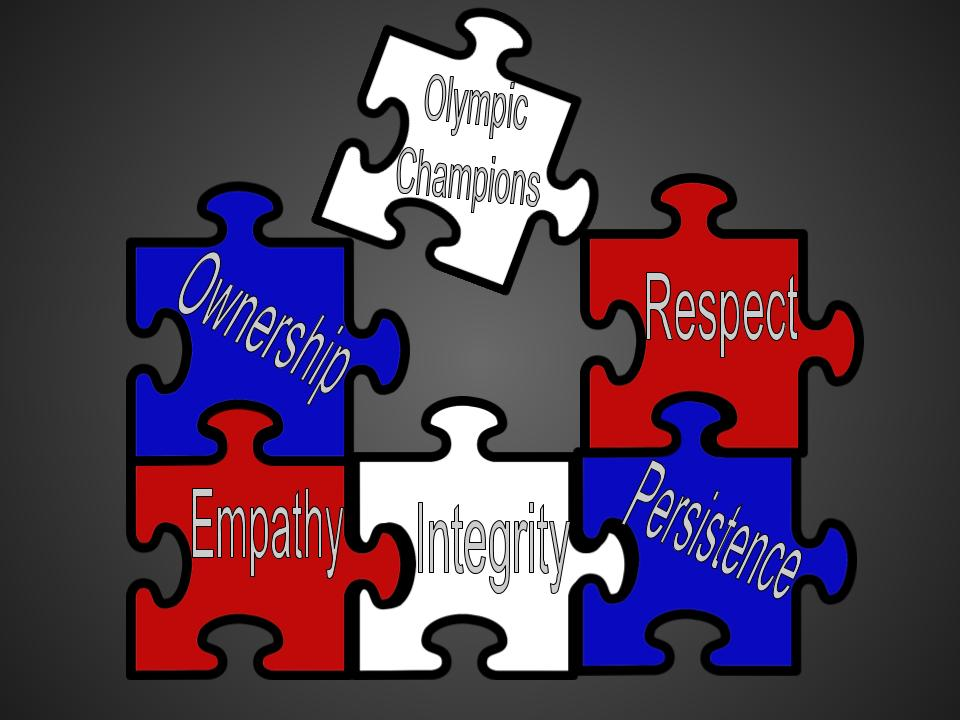 Olympic
Champions
Ownership
Respect
Empathy
Integrity
Persistence